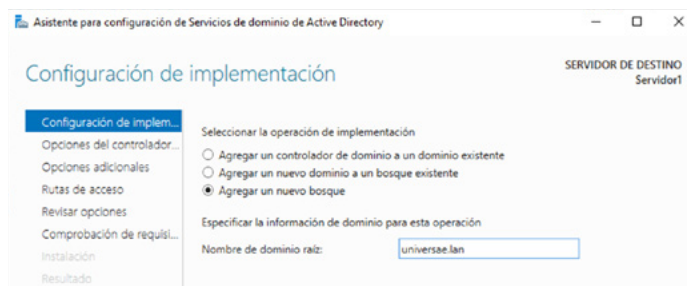 Asistente para configuración de Servicios de dominio de Active Directory
Configuración de implementación
SERVIDOR DE DESTINO
Servidor1
Configuración de implem...
Opciones del controlador...
Opciones adicionales
Rutas de acceso
Revisar opciones
Comprobación de requisi...
Instalación
Resultado
Seleccionar la operación de implementación
Agregar un controlador de dominio a un dominio existente
Agregar un nuevo dominio a un bosque existente
Agregar un nuevo bosque
Especificar la información de dominio para esta operación
Nombre de dominio raíz: universae.lan